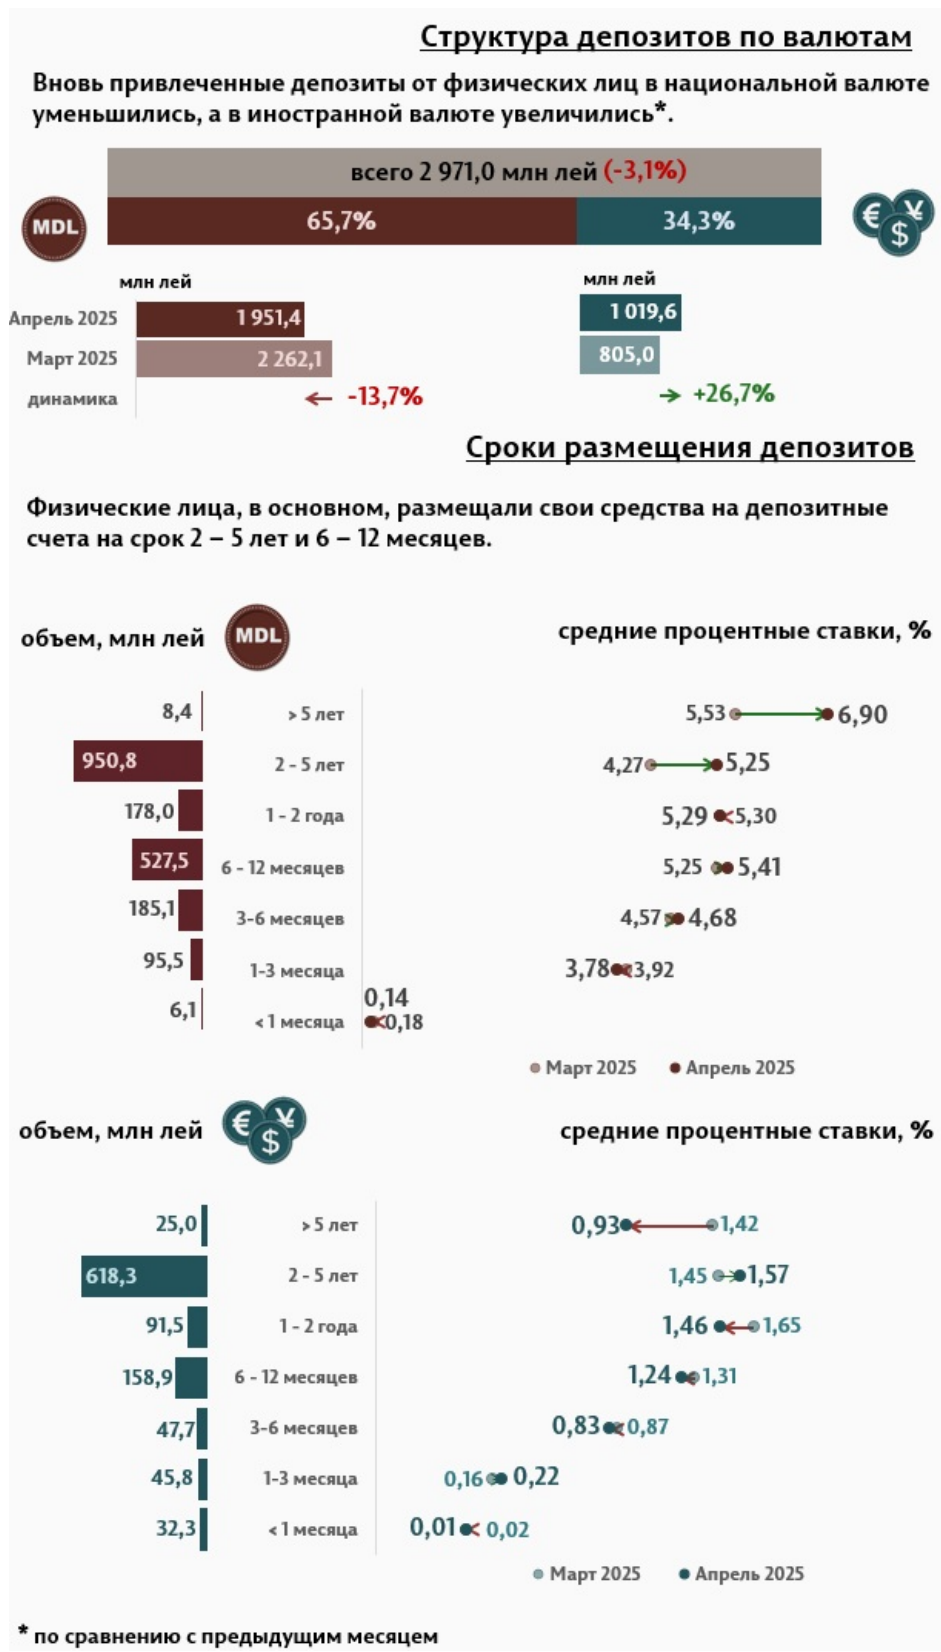 Структура депозитов по валютам
Вновь привлеченные депозиты от физических лиц в национальной валюте
уменьшились, а в иностранной валюте увеличились*.
всего 2 971,0 млн лей (-3,1%)
MDL 65,7% 34,3% € ¥ $
млн лей млн лей
Апрель 2025 1 951,4 1 019,6
Март 2025 2 262,1 805,0
динамика -13,7% +26,7%
Сроки размещения депозитов
Физические лица, в основном, размещали свои средства на депозитные
счета на срок 2 – 5 лет и 6 – 12 месяцев.
объем, млн лей MDL средние процентные ставки, %
8,4 > 5 лет 5,53 6,90
950,8 2 - 5 лет 4,27 5,25
178,0 1 - 2 года 5,29 5,30
527,5 6 - 12 месяцев 5,25 5,41
185,1 3-6 месяцев 4,57 4,68
95,5 1-3 месяца 3,78 3,92
6,1 < 1 месяца 0,14 0,18
Март 2025 Апрель 2025
объем, млн лей € ¥ $ средние процентные ставки, %
25,0 > 5 лет 0,93 1,42
618,3 2 - 5 лет 1,45 1,57
91,5 1 - 2 года 1,46 1,65
158,9 6 - 12 месяцев 1,24 1,31
47,7 3-6 месяцев 0,83 0,87
45,8 1-3 месяца 0,16 0,22
32,3 < 1 месяца 0,01 0,02
Март 2025 Апрель 2025
* по сравнению с предыдущим месяцем